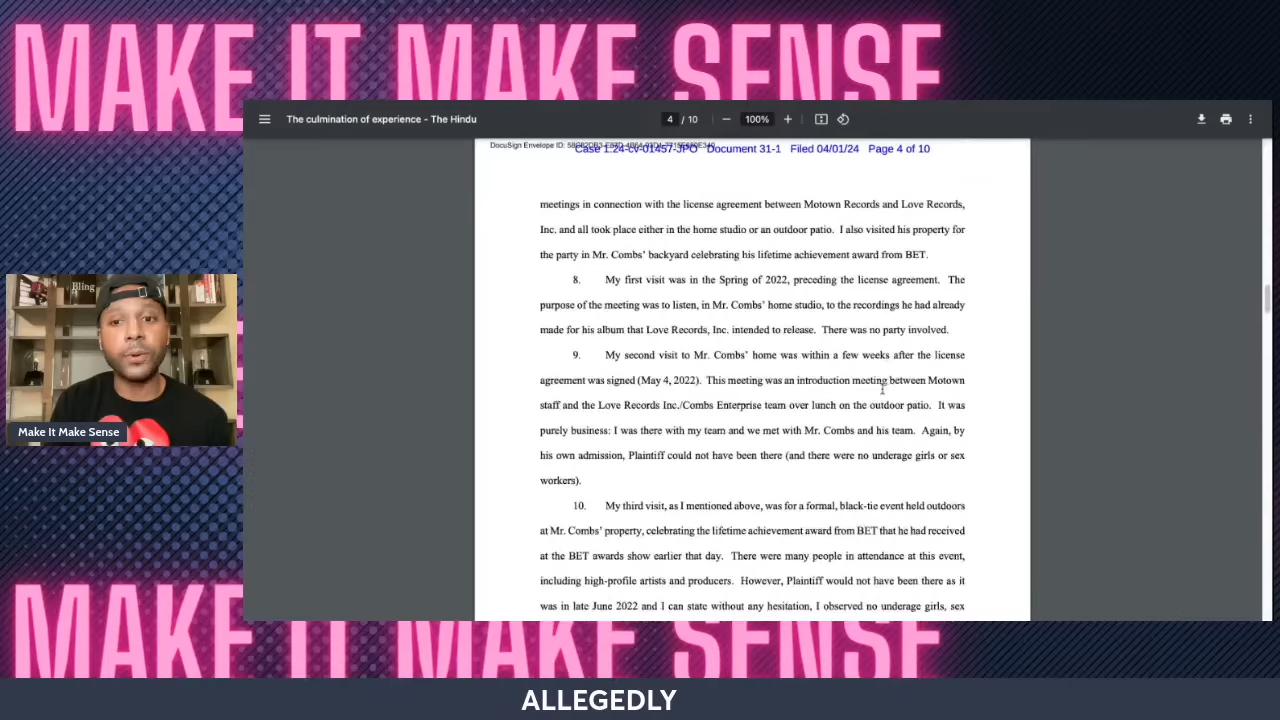 MAKE IT MAKE SENSE
The culmination of experience - The Hindu
4 / 10
100%
DocuSign Envelope ID:
Case 1:24-cv-01457-JPO Document 31-1 Filed 04/01/24 Page 4 of 10
meetings in connection with the license agreement between Motown Records and Love Records,
Inc. and all took place either in the home studio or an outdoor patio. I also visited his property for
the party in Mr. Combs' backyard celebrating his lifetime achievement award from BET.
8. My first visit was in the Spring of 2022, preceding the license agreement. The
purpose of the meeting was to listen, in Mr. Combs' home studio, to the recordings he had already
made for his album that Love Records, Inc. intended to release. There was no party involved.
9. My second visit to Mr. Combs' home was within a few weeks after the license
agreement was signed (May 4, 2022). This meeting was an introduction meeting between Motown
staff and the Love Records Inc./Combs Enterprise team over lunch on the outdoor patio. It was
purely business: I was there with my team and we met with Mr. Combs and his team. Again, by
his own admission, Plaintiff could not have been there (and there were no underage girls or sex
workers).
10. My third visit, as I mentioned above, was for a formal, black-tie event held outdoors
at Mr. Combs' property, celebrating the lifetime achievement award from BET that he had received
at the BET awards show earlier that day. There were many people in attendance at this event,
including high-profile artists and producers. However, Plaintiff would not have been there as it
was in late June 2022 and I can state without any hesitation, I observed no underage girls, sex
Bling
Make It Make Sense
MAKE IT MAKE SENSE
ALLEGEDLY